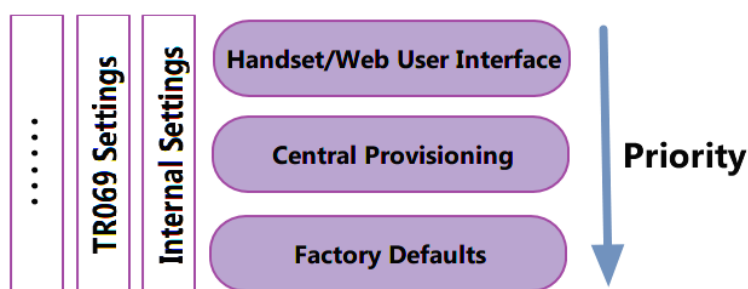 ......
TR069 Settings
Internal Settings
Handset/Web User Interface
Central Provisioning
Factory Defaults
Priority